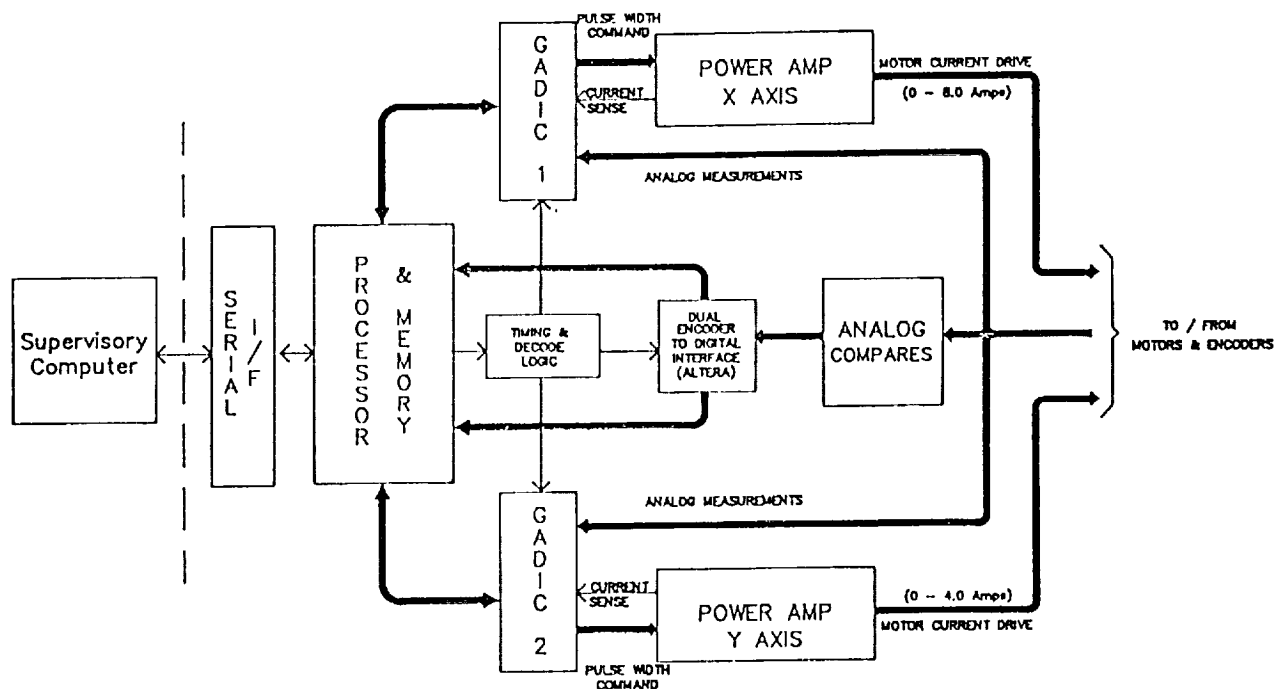 PULSE WIDTH
COMMAND
GADIC 1
POWER AMP
X AXIS
MOTOR CURRENT DRIVE
(0 - 8.0 Amps)
CURRENT
SENSE
ANALOG MEASUREMENTS
Supervisory
Computer
SERIAL
I/F
PROCESSOR
& MEMORY
TIMING &
DECODE
LOGIC
DUAL
ENCODER
TO DIGITAL
INTERFACE
(ALTERA)
ANALOG
COMPARES
TO / FROM
MOTORS & ENCODERS
ANALOG MEASUREMENTS
GADIC 2
CURRENT
SENSE
POWER AMP
Y AXIS
(0 - 4.0 Amps)
MOTOR CURRENT DRIVE
PULSE WIDTH
COMMAND